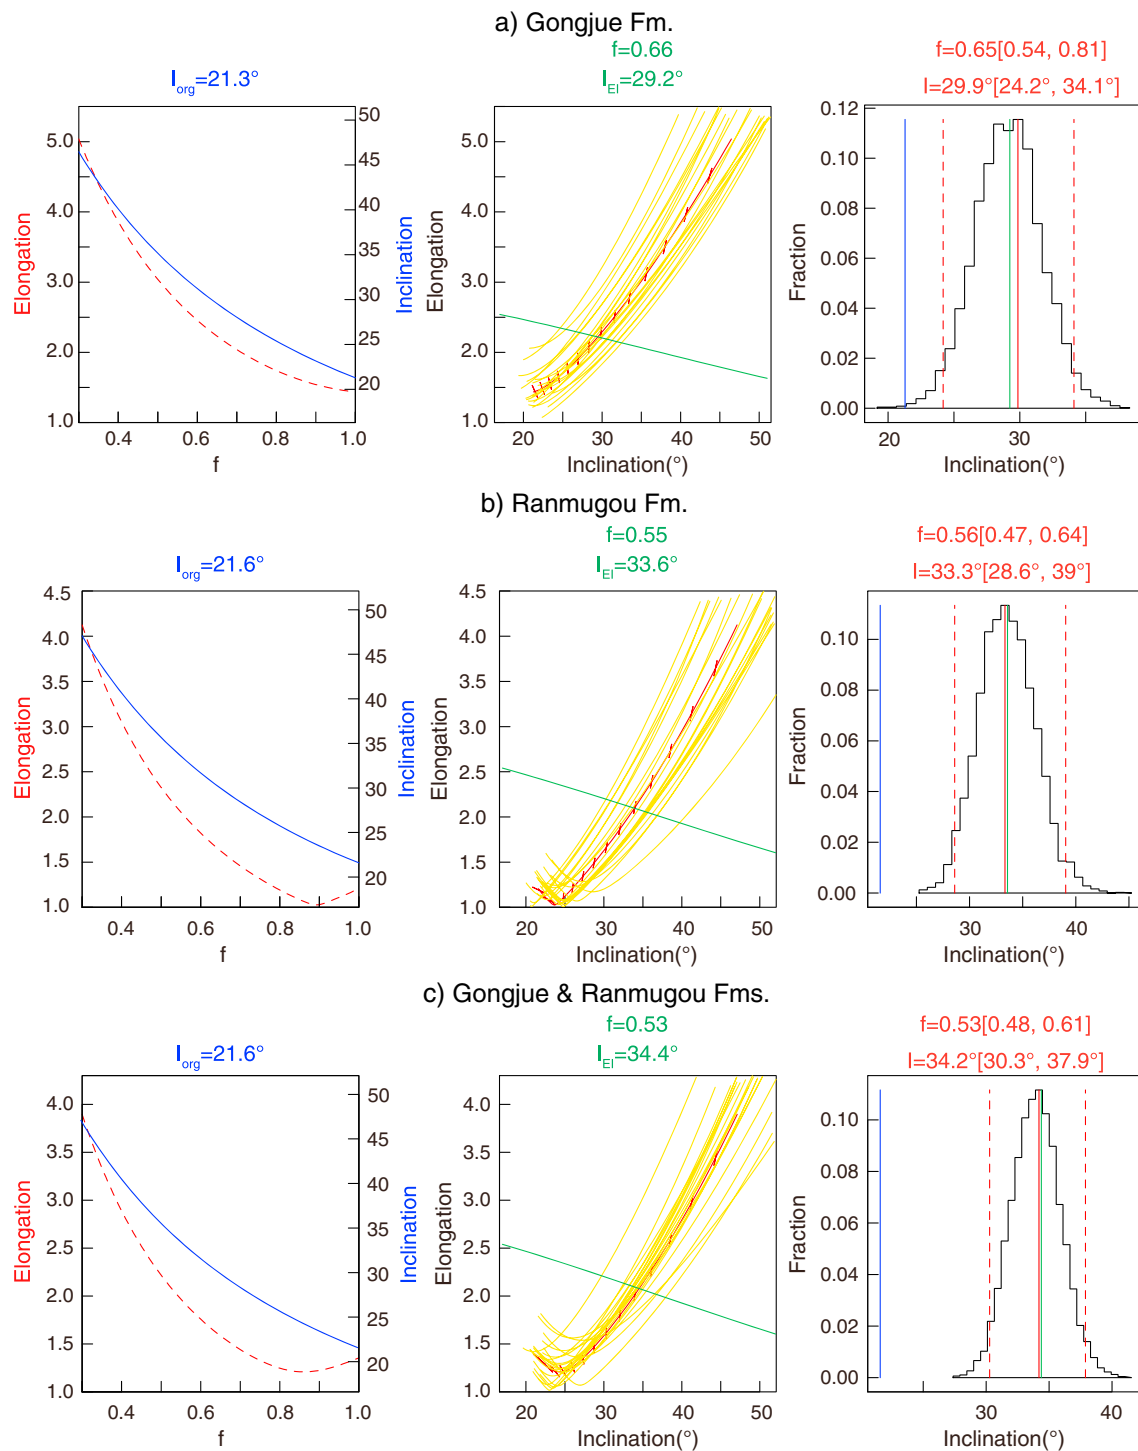 a) Gongjue Fm.
f=0.66
f=0.65[0.54, 0.81]
Iorg=21.3°
IEI=29.2°
I=29.9°[24.2°, 34.1°]
5.0
4.0
3.0
2.0
1.0
Elongation
0.4
0.6
0.8
1.0
f
50
45
40
35
30
25
20
Inclination
5.0
4.0
3.0
2.0
1.0
Elongation
20
30
40
50
Inclination(°)
0.12
0.10
0.08
0.06
0.04
0.02
0.00
Fraction
20
30
Inclination(°)
b) Ranmugou Fm.
f=0.55
f=0.56[0.47, 0.64]
Iorg=21.6°
IEI=33.6°
I=33.3°[28.6°, 39°]
4.5
4.0
3.5
3.0
2.5
2.0
1.5
1.0
Elongation
0.4
0.6
0.8
1.0
f
50
45
40
35
30
25
20
Inclination
4.5
4.0
3.5
3.0
2.5
2.0
1.5
1.0
Elongation
20
30
40
50
Inclination(°)
0.10
0.08
0.06
0.04
0.02
0.00
Fraction
30
40
Inclination(°)
c) Gongjue & Ranmugou Fms.
f=0.53
f=0.53[0.48, 0.61]
Iorg=21.6°
IEI=34.4°
I=34.2°[30.3°, 37.9°]
4.0
3.5
3.0
2.5
2.0
1.5
1.0
Elongation
0.4
0.6
0.8
1.0
f
50
45
40
35
30
25
20
Inclination
4.0
3.5
3.0
2.5
2.0
1.5
1.0
Elongation
20
30
40
50
Inclination(°)
0.10
0.08
0.06
0.04
0.02
0.00
Fraction
30
40
Inclination(°)